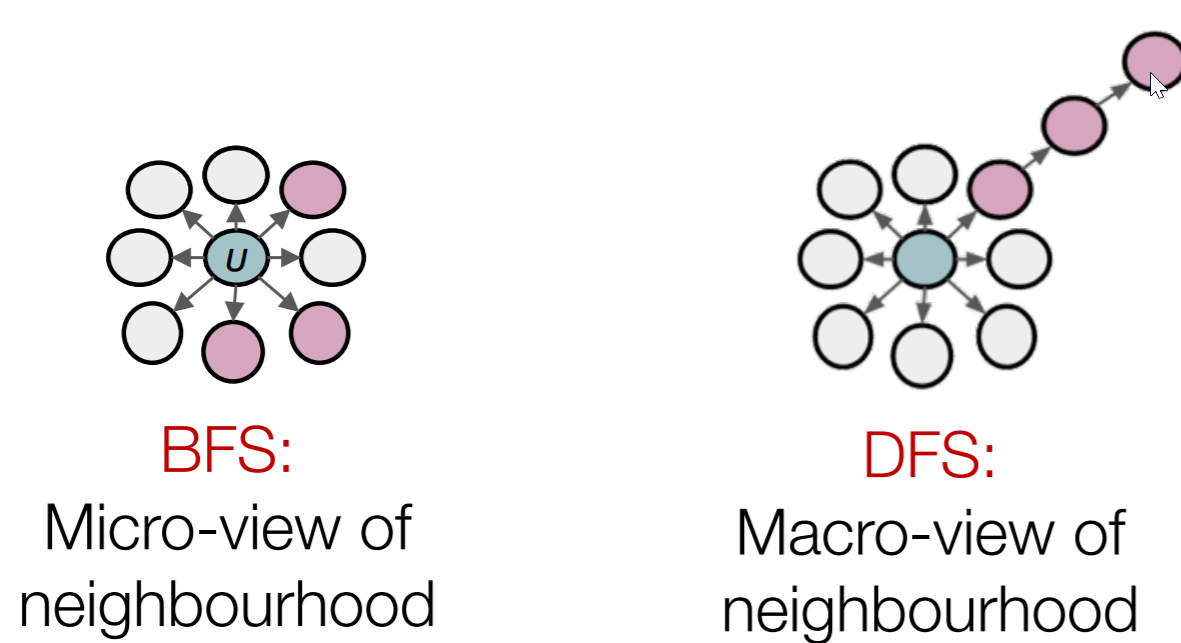 U
BFS:
Micro-view of
neighbourhood
DFS:
Macro-view of
neighbourhood